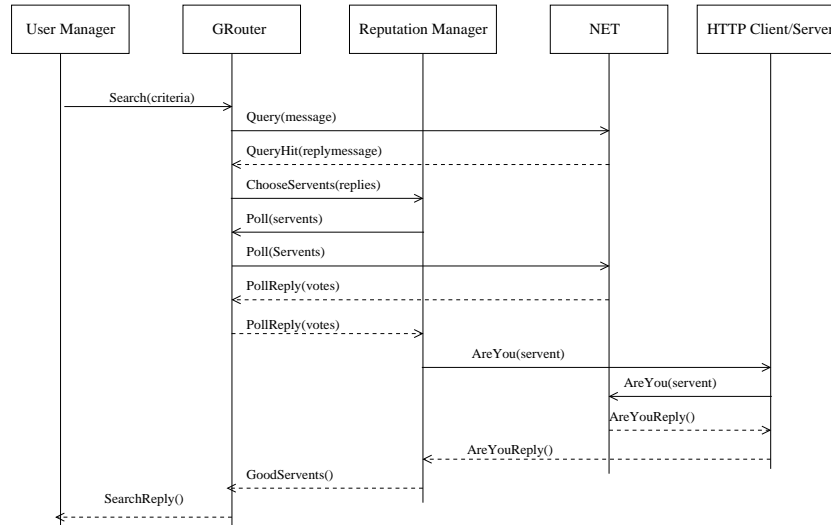 User Manager
GRouter
Reputation Manager
NET
HTTP Client/Server
Search(criteria)
Query(message)
QueryHit(replymessage)
ChooseServents(replies)
Poll(servents)
Poll(Servents)
PollReply(votes)
PollReply(votes)
AreYou(servent)
AreYou(servent)
AreYouReply()
AreYouReply()
GoodServents()
SearchReply()